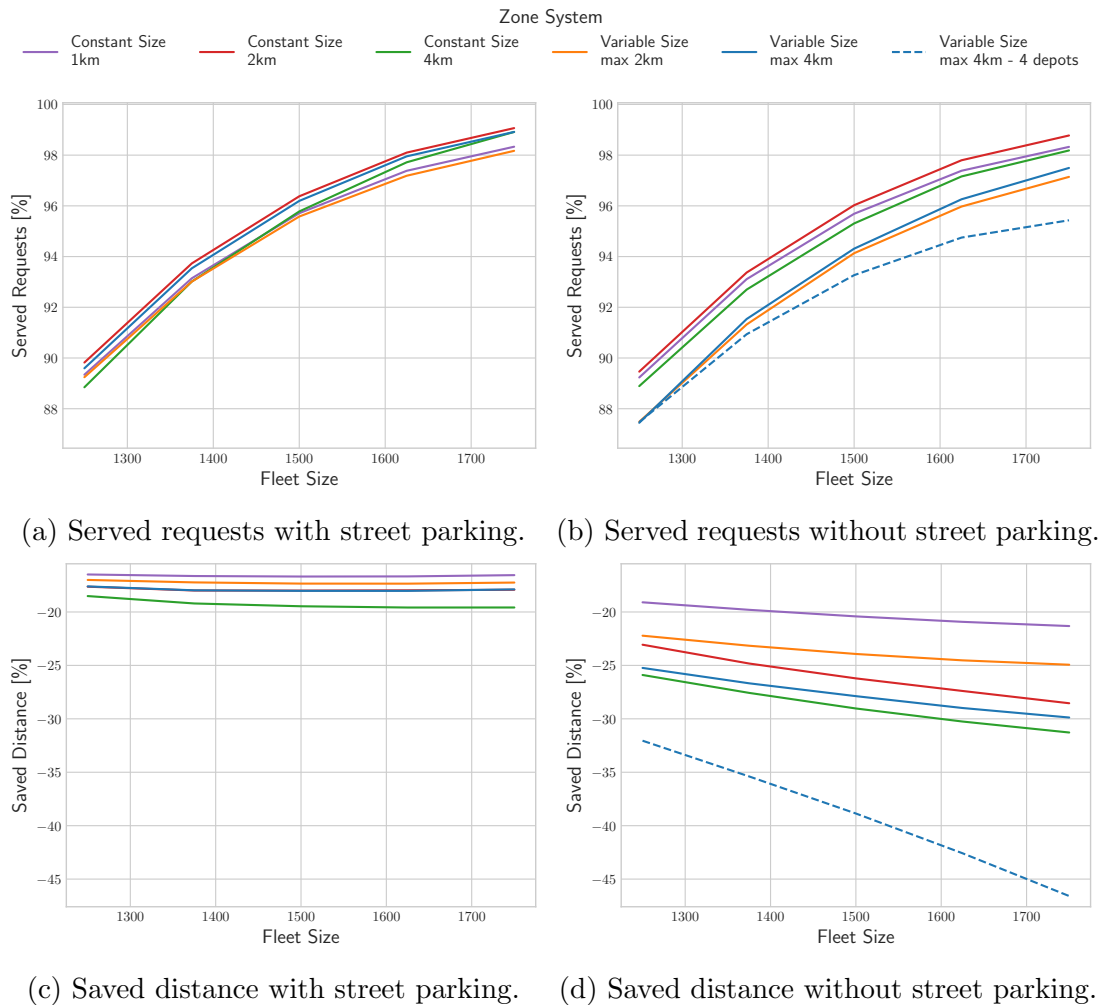 Zone System
Constant Size
1km
Constant Size
2km
Constant Size
4km
Variable Size
max 2km
Variable Size
max 4km
Variable Size
max 4km - 4 depots
100
98
96
94
92
90
88
Served Requests [%]
1300 1400 1500 1600 1700
Fleet Size
100
98
96
94
92
90
88
Served Requests [%]
1300 1400 1500 1600 1700
Fleet Size
(a) Served requests with street parking.
(b) Served requests without street parking.
−20
−25
−30
−35
−40
−45
Saved Distance [%]
1300 1400 1500 1600 1700
Fleet Size
−20
−25
−30
−35
−40
−45
Saved Distance [%]
1300 1400 1500 1600 1700
Fleet Size
(c) Saved distance with street parking.
(d) Saved distance without street parking.